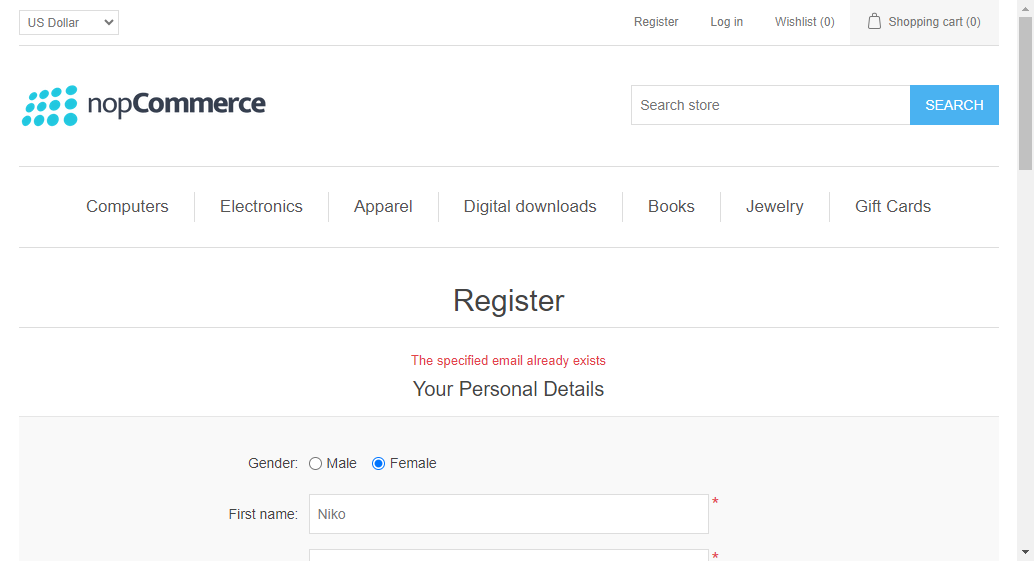 US Dollar
Register Log in Wishlist (0) Shopping cart (0)
nopCommerce
Search store SEARCH
Computers Electronics Apparel Digital downloads Books Jewelry Gift Cards
Register
The specified email already exists
Your Personal Details
Gender: Male Female
First name: Niko *
*